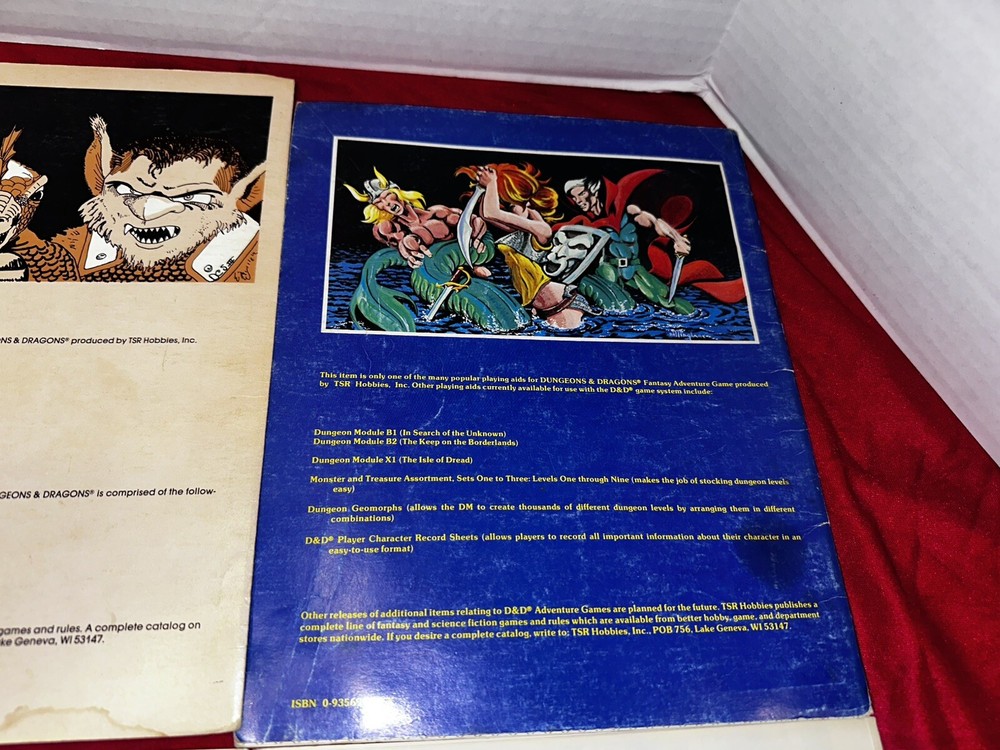 NS & DRAGONS® produced by TSR Hobbies, Inc.
GEONS & DRAGONS® is comprised of the follow-
games and rules. A complete catalog on
ke Geneva, WI 53147.
This item is only one of the many popular playing aids for DUNGEONS & DRAGONS® Fantasy Adventure Game produced
by TSR Hobbies, Inc. Other playing aids currently available for use with the D&D® game system include:
Dungeon Module B1 (In Search of the Unknown)
Dungeon Module B2 (The Keep on the Borderlands)
Dungeon Module X1 (The Isle of Dread)
Monster and Treasure Assortment, Sets One to Three: Levels One through Nine (makes the job of stocking dungeon levels
easy)
Dungeon Geomorphs (allows the DM to create thousands of different dungeon levels by arranging them in different
combinations)
D&D® Player Character Record Sheets (allows players to record all important information about their character in an
easy-to-use format)
Other releases of additional items relating to D&D® Adventure Games are planned for the future. TSR Hobbies publishes a
complete line of fantasy and science fiction games and rules which are available from better hobby, game, and department
stores nationwide. If you desire a complete catalog, write to: TSR Hobbies, Inc., POB 756, Lake Geneva, WI 53147.
ISBN 0-9356